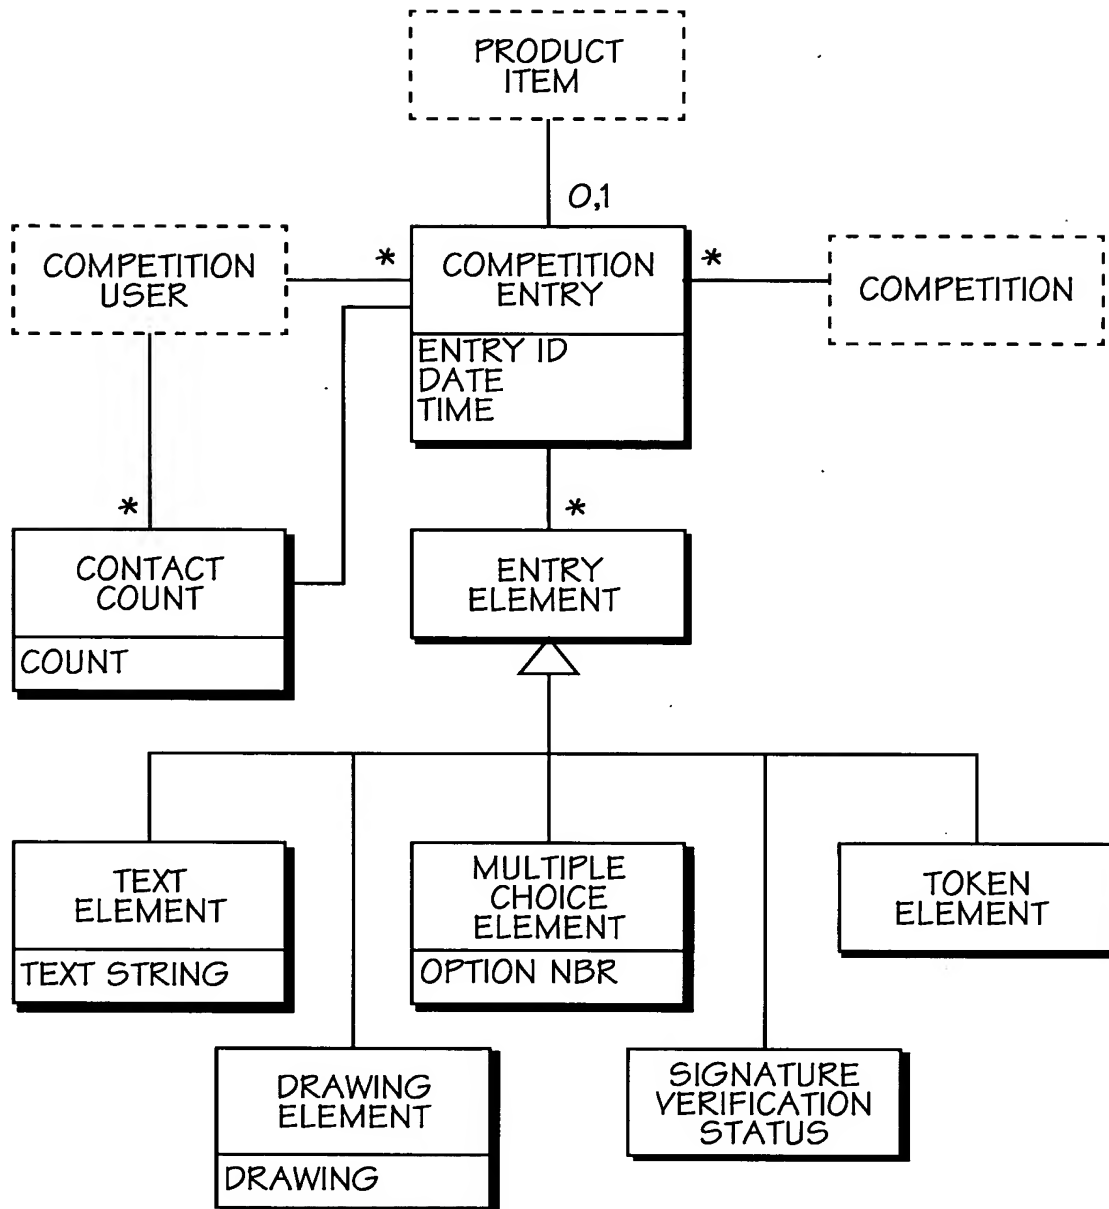 PRODUCT
ITEM
0,1
COMPETITION
USER
*
COMPETITION
ENTRY
*
COMPETITION
ENTRY ID
DATE
TIME
*
CONTACT
COUNT
COUNT
*
ENTRY
ELEMENT
TEXT
ELEMENT
TEXT STRING
MULTIPLE
CHOICE
ELEMENT
OPTION NBR
TOKEN
ELEMENT
DRAWING
ELEMENT
DRAWING
SIGNATURE
VERIFICATION
STATUS